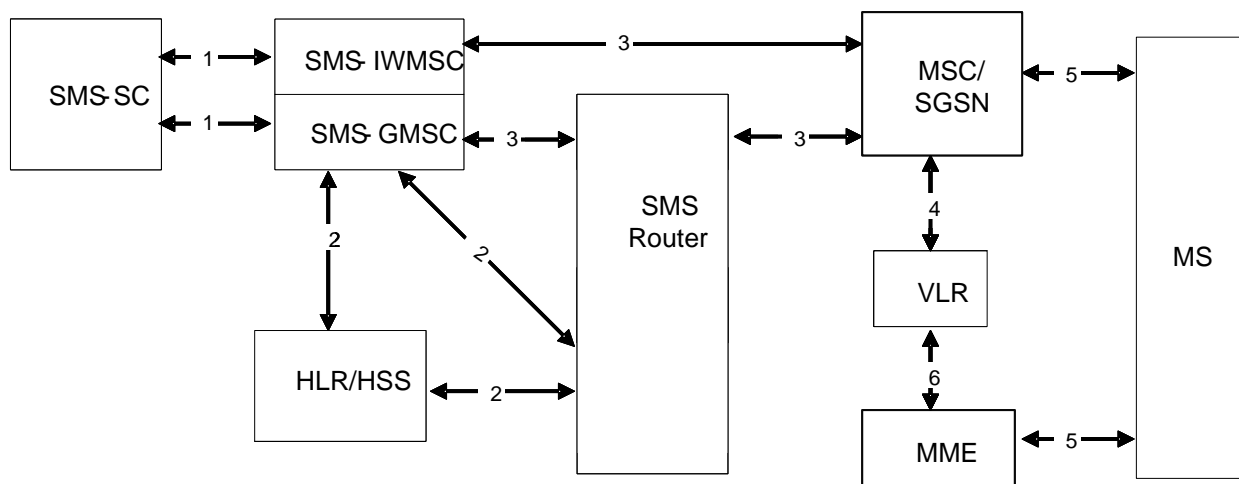 SMS-SC
1
1
SMS- IWMSC
SMS- GMSC
3
3
SMS
Router
3
MSC/
SGSN
5
MS
4
VLR
6
MME
5
2
2
HLR/HSS
2